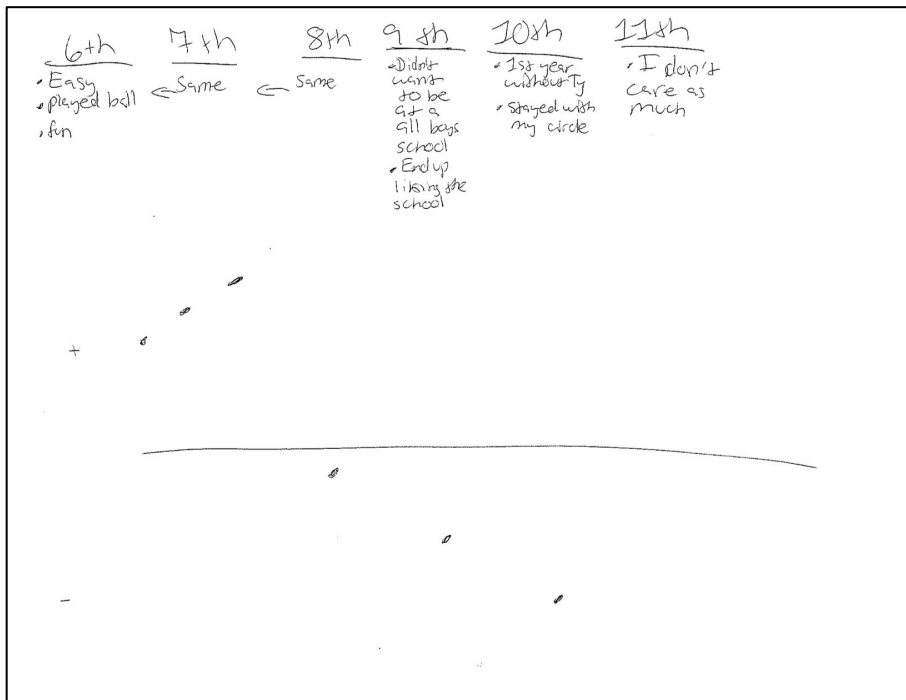 6th
• Easy
• played ball
• fun
7th
← Same
8th
← Same
9th
• Didn't
want
to be
at a
all boys
school
• End up
liking the
school
10th
• 1st year
without Ty
• Stayed with
my circle
11th
• I don't
care as
much
+
-